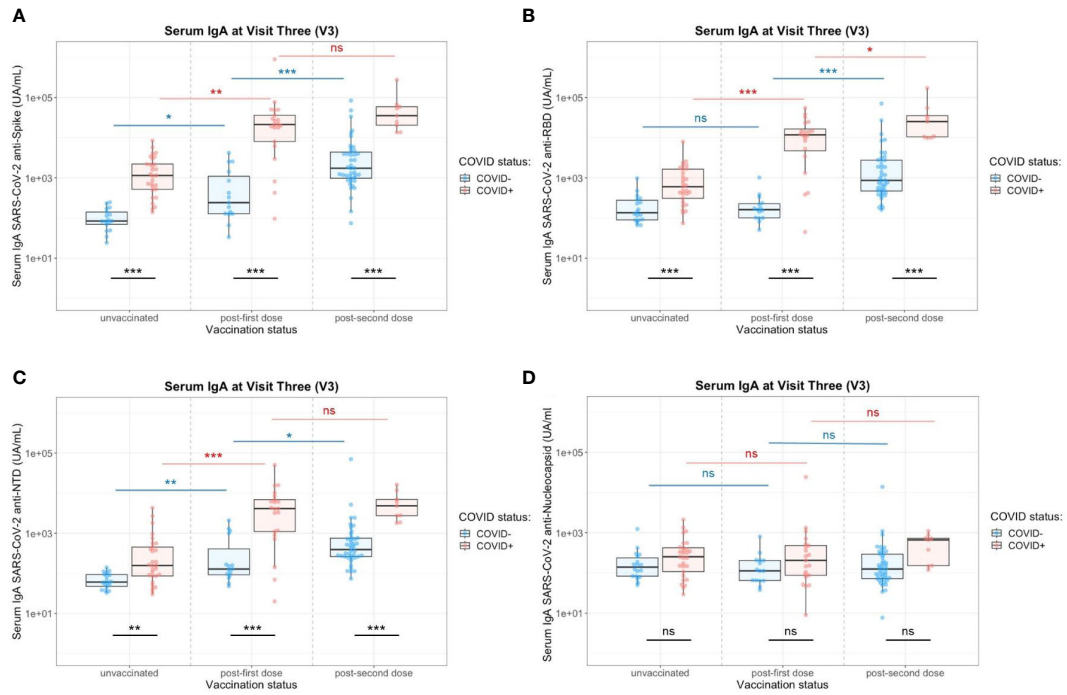 A
Serum IgA at Visit Three (V3)
Serum IgA SARS-CoV-2 anti-Spike (UA/mL)
1e+05
1e+03
1e+01
ns
**
***
*
***
***
***
unvaccinated
post-first dose
post-second dose
Vaccination status
COVID status:
COVID-
COVID+
B
Serum IgA at Visit Three (V3)
Serum IgA SARS-CoV-2 anti-RBD (UA/mL)
1e+05
1e+03
1e+01
*
***
***
ns
***
***
***
unvaccinated
post-first dose
post-second dose
Vaccination status
COVID status:
COVID-
COVID+
C
Serum IgA at Visit Three (V3)
Serum IgA SARS-CoV-2 anti-NTD (UA/mL)
1e+05
1e+03
1e+01
ns
*
***
**
**
***
***
unvaccinated
post-first dose
post-second dose
Vaccination status
COVID status:
COVID-
COVID+
D
Serum IgA at Visit Three (V3)
Serum IgA SARS-CoV-2 anti-Nucleocapsid (UA/ml
1e+05
1e+03
1e+01
ns
ns
ns
ns
ns
ns
ns
unvaccinated
post-first dose
post-second dose
Vaccination status
COVID status:
COVID-
COVID+